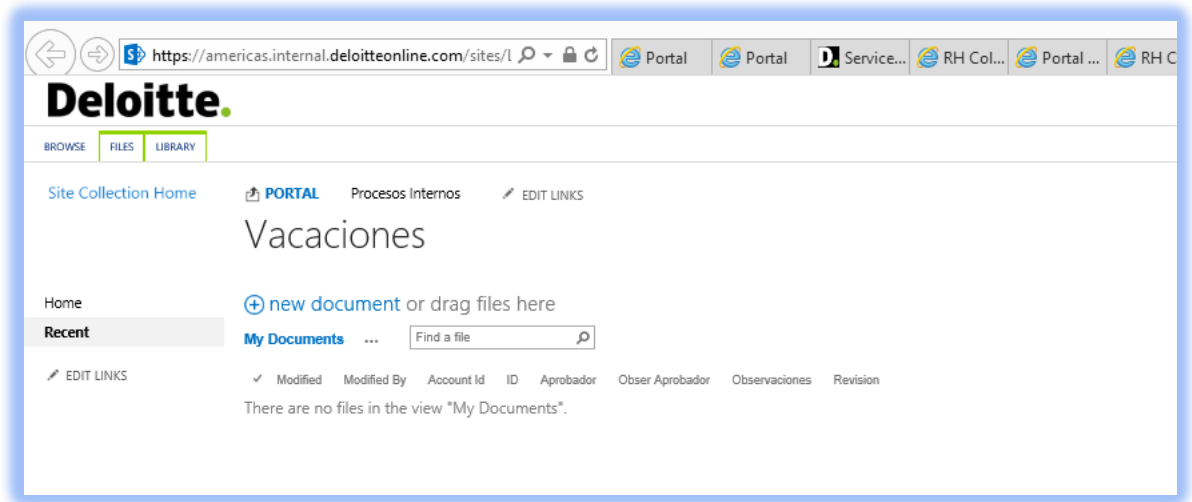 https://americas.internal.deloitteonline.com/sites/l Portal Portal Service... RH Col... Portal ... RH C
Deloitte.
BROWSE FILES LIBRARY
Site Collection Home PORTAL Procesos Internos EDIT LINKS
Vacaciones
Home new document or drag files here
Recent My Documents ... Find a file
EDIT LINKS Modified Modified By Account Id ID Aprobador Obser Aprobador Observaciones Revision
There are no files in the view "My Documents".